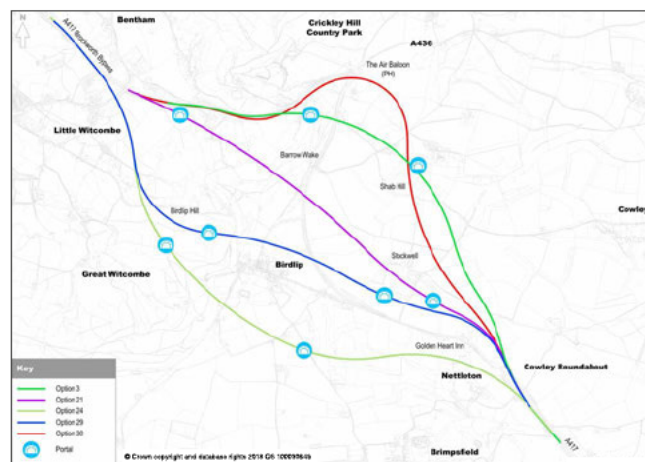 N
Bentham
Crickley Hill
Country Park
A436
A417 Brockworth Bypass
The Air Baloon
(PH)
Little Witcombe
Barrow Wake
Shab Hill
Cowley
Birdlip Hill
Stockwell
Great Witcombe
Birdlip
Golden Heart Inn
Nettleton
Cowley Roundabout
Key
Option 3
Option 21
Option 24
Option 29
Option 30
Portal
A417
Brimpsfield
© Crown copyright and database rights 2018 OS 100030649